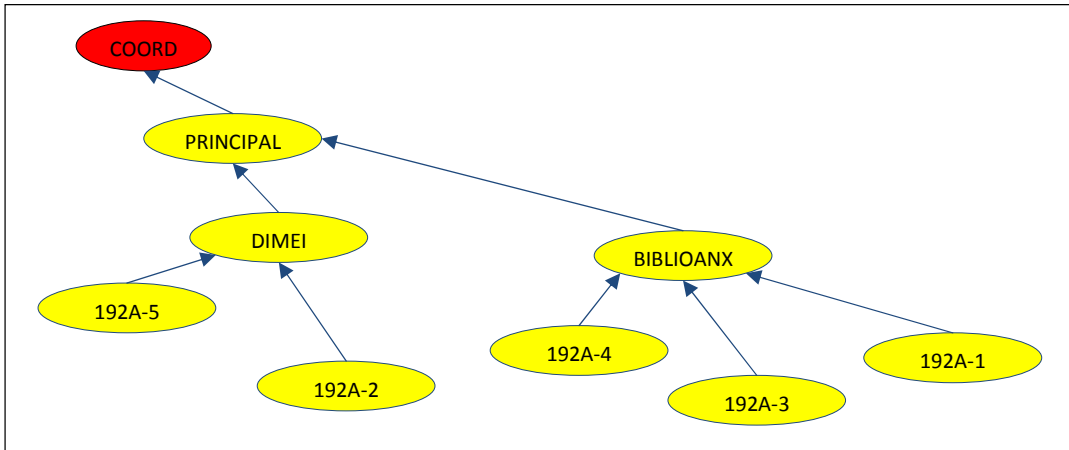 COORD
PRINCIPAL
DIMEI
BIBLIOANX
192A-5
192A-4
192A-1
192A-2
192A-3